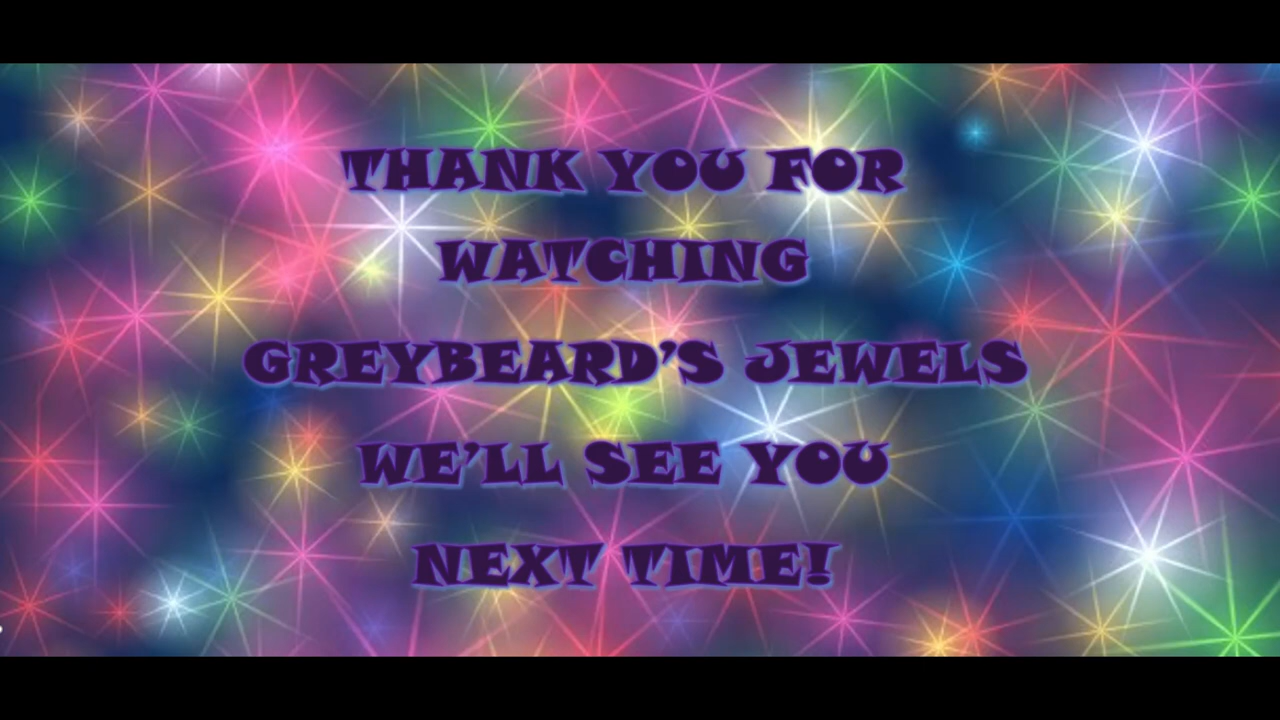 THANK YOU FOR
WATCHING
GREYBEARD'S JEWELS
WE'LL SEE YOU
NEXT TIME!